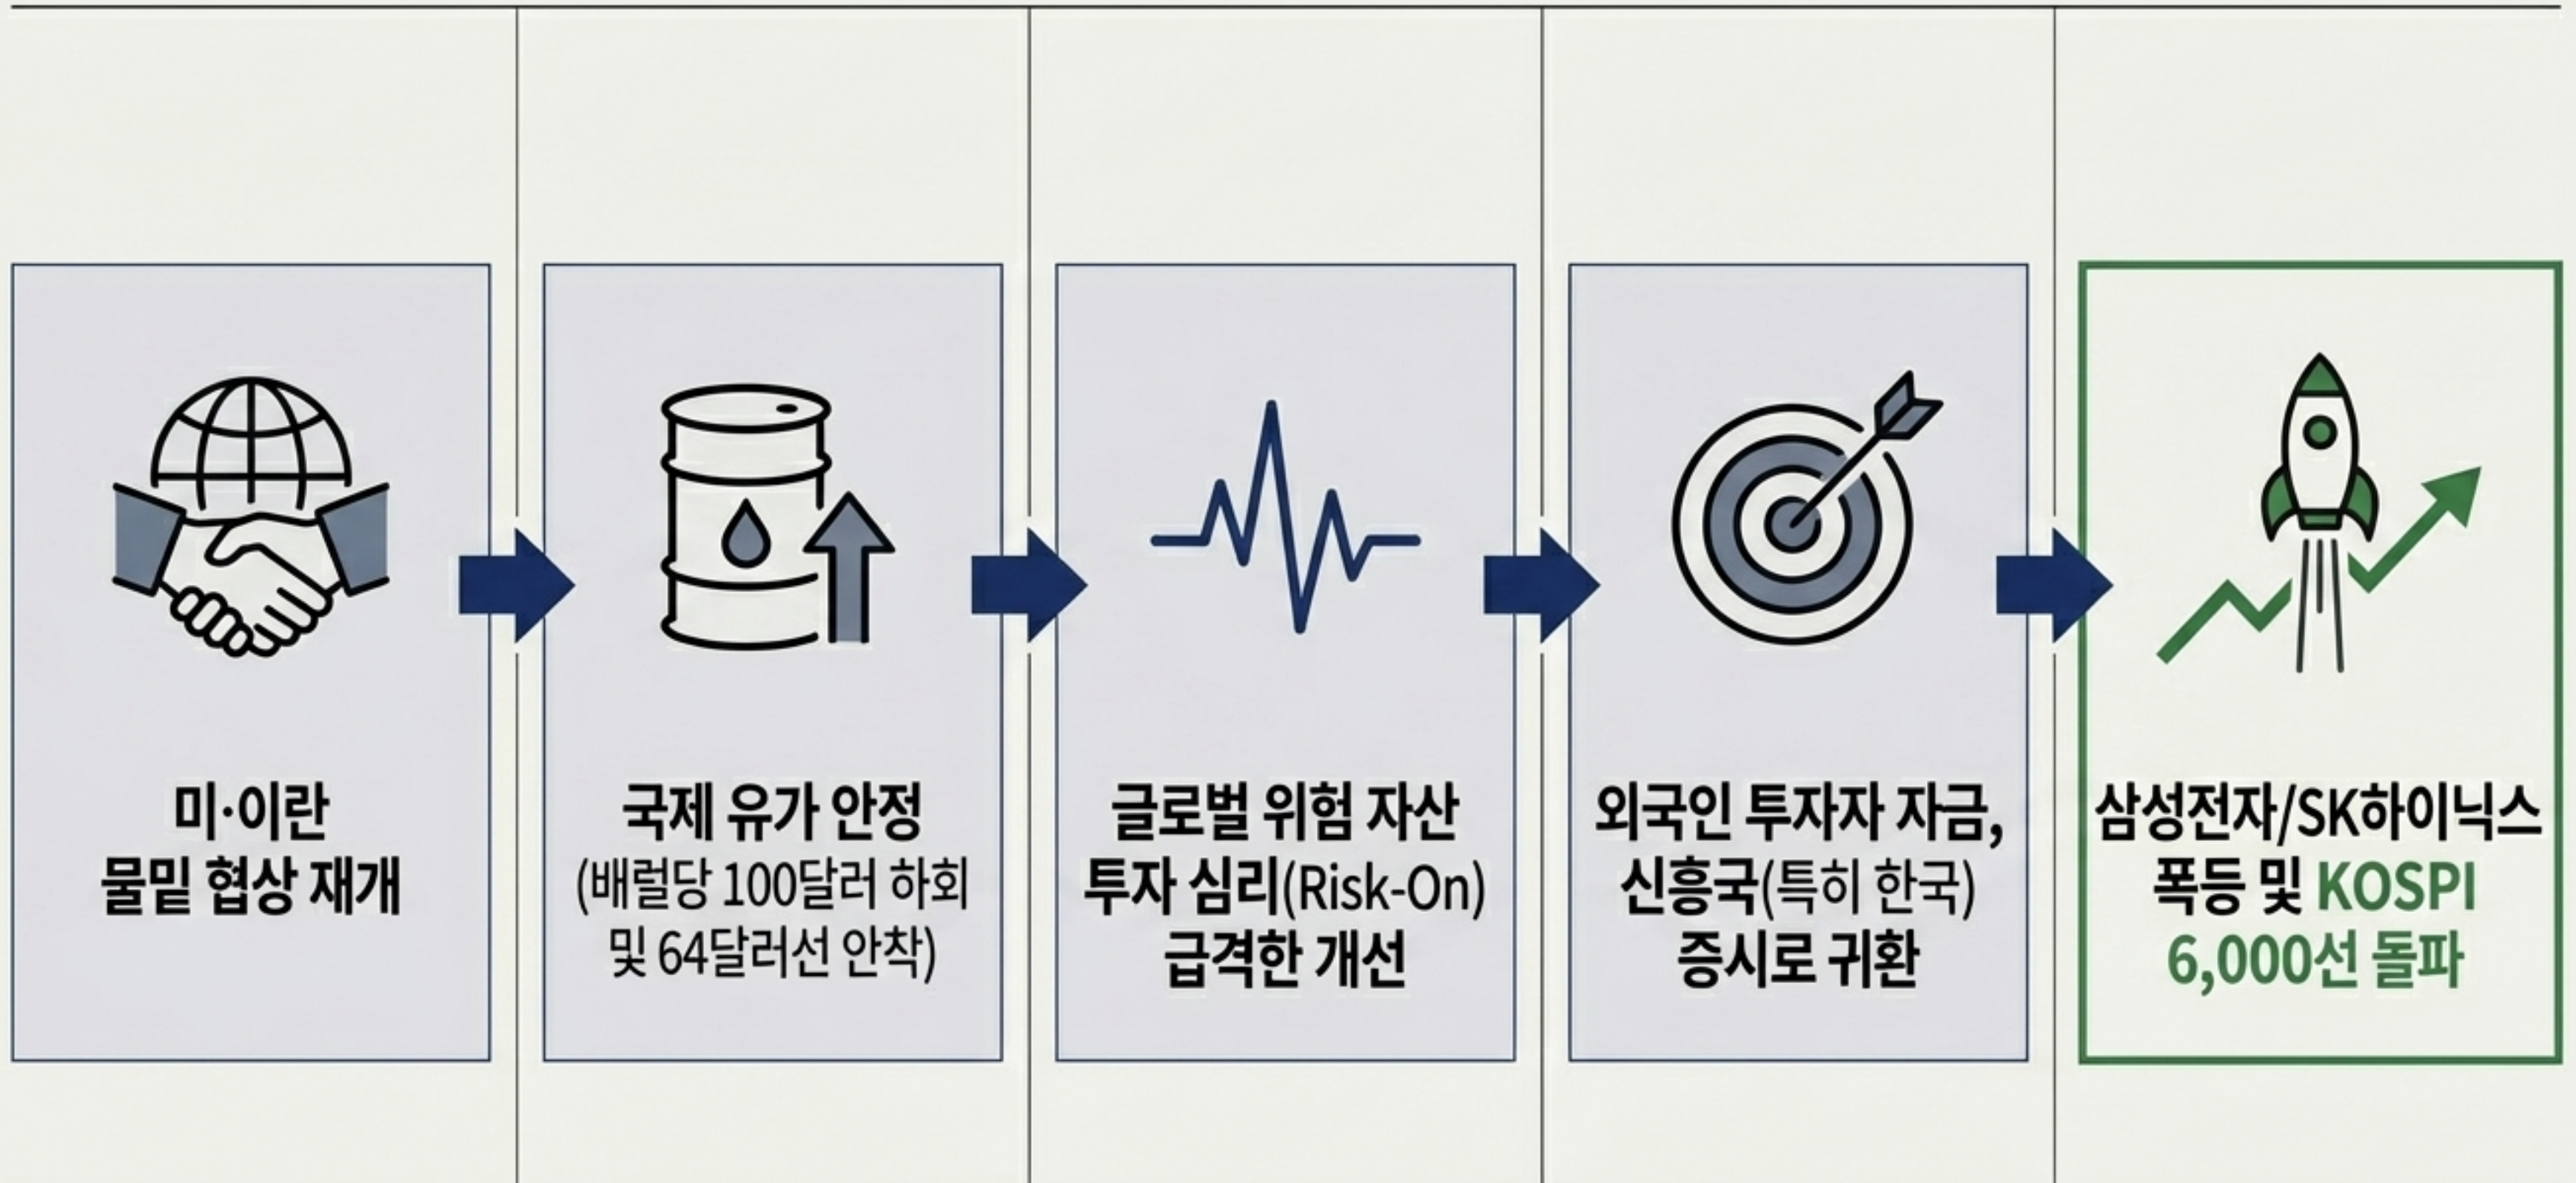 미·이란
물밑 협상 재개
국제 유가 안정
(배럴당 100달러 하회
및 64달러선 안착)
글로벌 위험 자산
투자 심리(Risk-On)
급격한 개선
외국인 투자자 자금,
신흥국(특히 한국)
증시로 귀환
삼성전자/SK하이닉스
폭등 및 KOSPI
6,000선 돌파